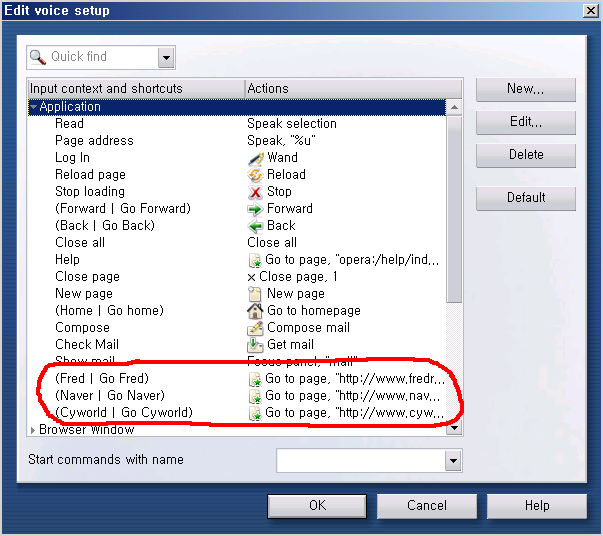 Edit voice setup
Quick find
Input context and shortcuts Actions
Application
Read Speak selection
Page address Speak, "%u"
Log In Wand
Reload page Reload
Stop loading Stop
(Forward | Go Forward) Forward
(Back | Go Back) Back
Close all Close all
Help Go to page, "opera:/help/ind...
Close page Close page, 1
New page New page
(Home | Go home) Go to homepage
Compose Compose mail
Check Mail Get mail
Show mail Focus panel, "mail"
(Fred | Go Fred) Go to page, "http://www.fredr...
(Naver | Go Naver) Go to page, "http://www.nav...
(Cyworld | Go Cyworld) Go to page, "http://www.cyw...
Browser Window
Start commands with name
New...
Edit...
Delete
Default
OK Cancel Help